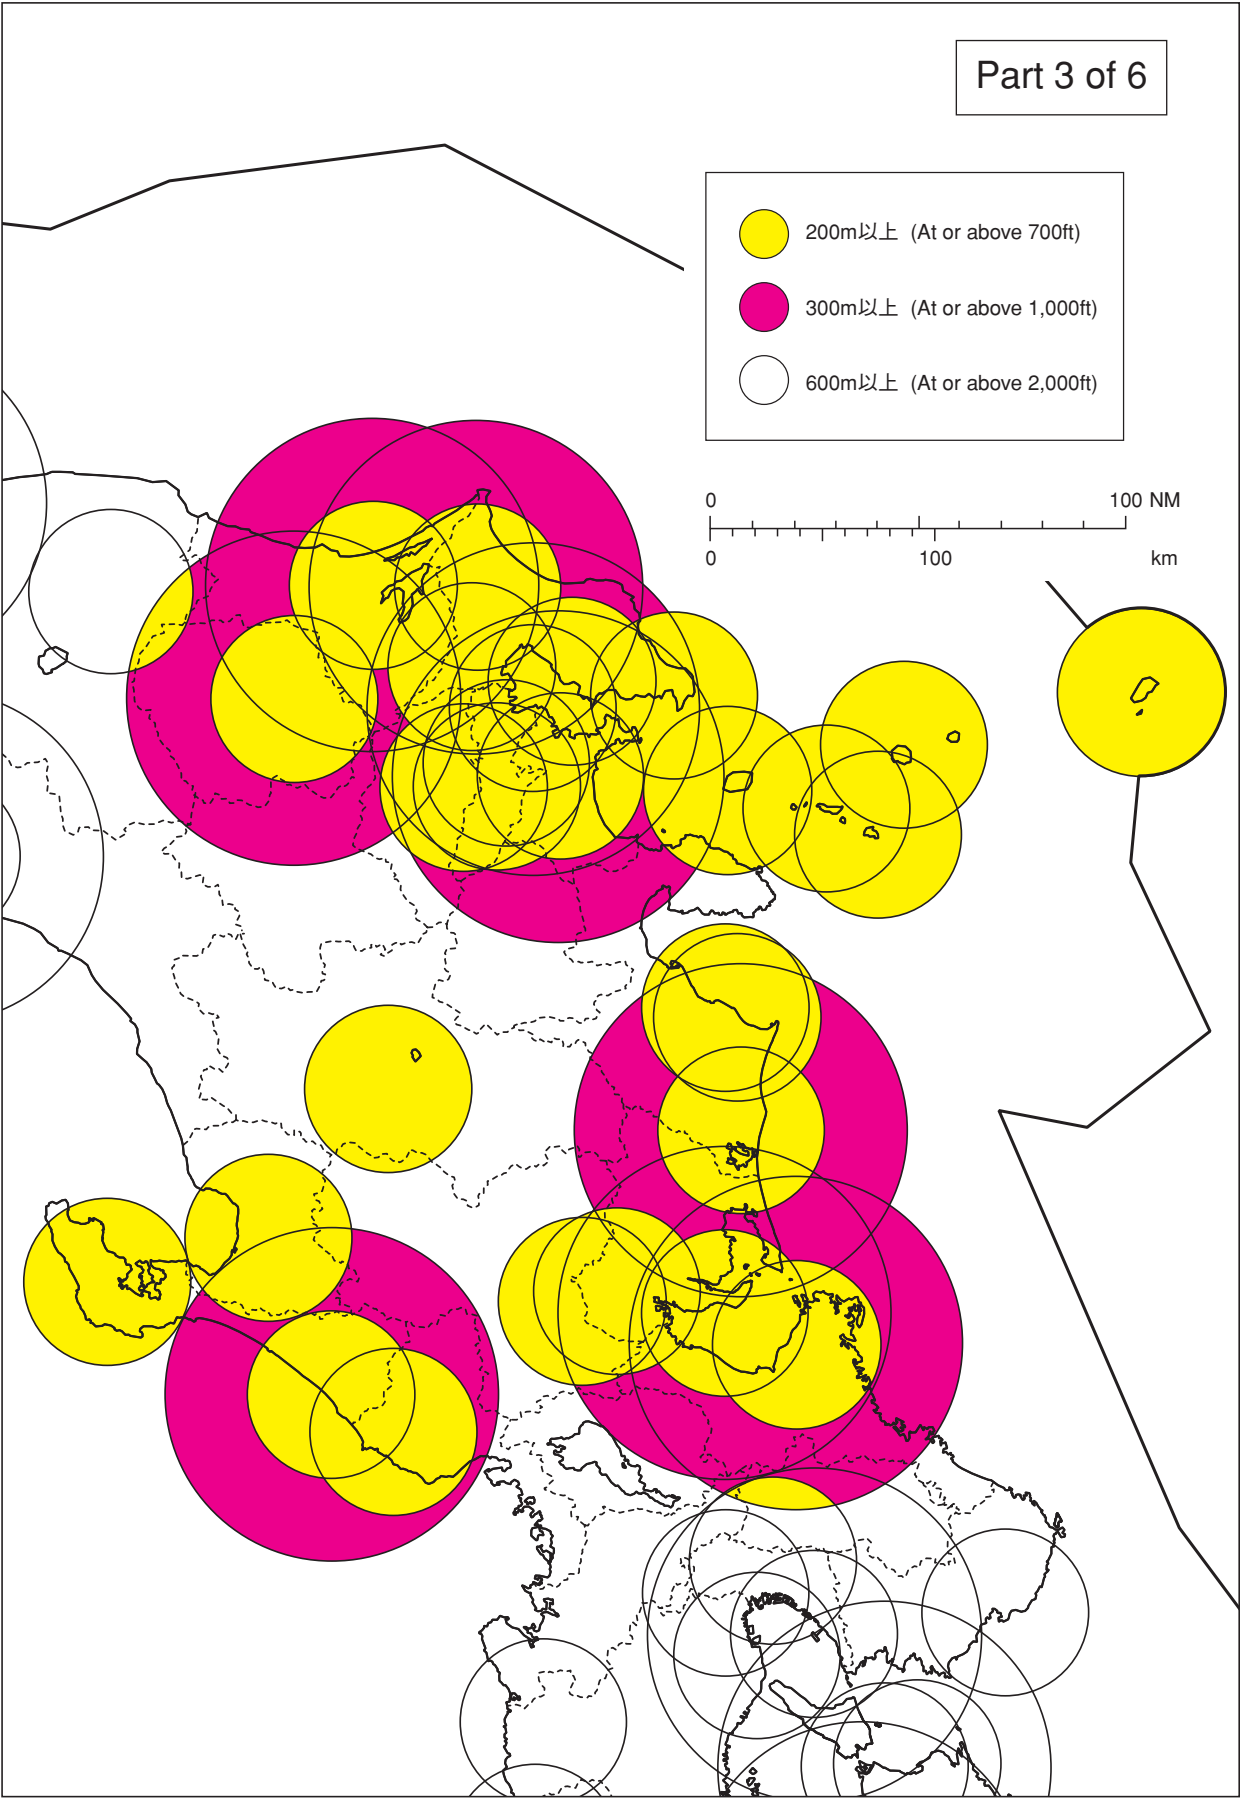 Part 3 of 6
200m以上 (At or above 700ft)
300m以上 (At or above 1,000ft)
600m以上 (At or above 2,000ft)
0 100 NM
0 100 km